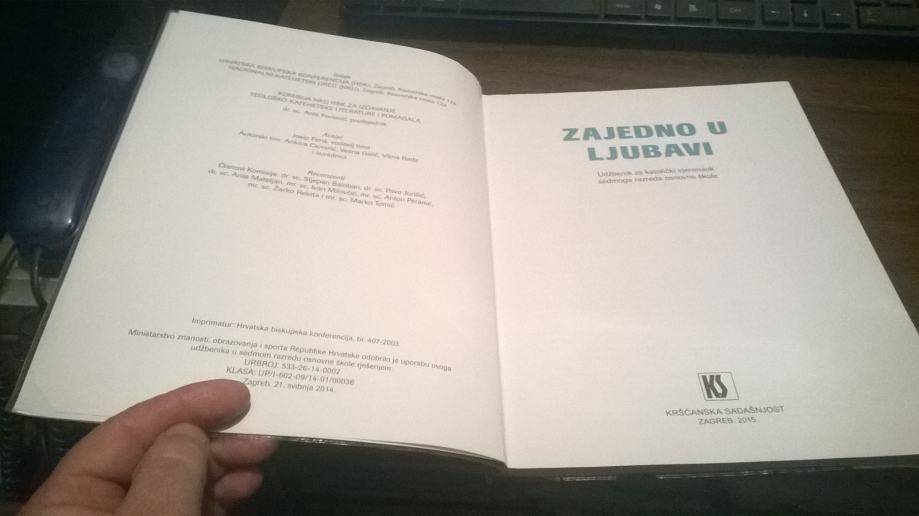 Izdaje
HRVATSKA BISKUPSKA KONFERENCIJA (HBK), Zagreb, Ksaverska cesta 12a
NACIONALNI KATEHETSKI URED (NKU), Zagreb, Ksaverska cesta 12a
KOMISIJA NKU HBK ZA IZDAVANJE
TEOLOŠKO-KATEHETSKE LITERATURE I POMAGALA
dr. sc. Ante predsjednik
Autori
Josip Periš, voditelj tima
Autorski tim: Ankica Vesna Galić, Višnja
i suradnici
Recenzenti
Članovi Komisije: dr. sc. Stjepan Baloban, dr. sc. Pavo Jurišić,
dr. sc. Ante Mateljan, mr. sc. Ivan Milovčić, mr. sc. Anton Peranić,
mr. sc. Žarko Relota i mr. sc. Marko Tomić
Imprimatur: Hrvatska biskupska konferencija, br. 407-2003.
Ministarstvo znanosti, obrazovanja i sporta Republike Hrvatske odobrilo je uporabu ovoga
udžbenika u sedmom razredu osnovne škole rješenjem:
URBROJ: 533-26-14-0002
KLASA: UP/I-602-09/14-01/00036
Zagreb, 21. svibnja 2014.
ZAJEDNO U
LJUBAVI
Udžbenik za katolički vjeronauk
sedmoga razreda osnovne škole
KS
KRŠĆANSKA SADAŠNJOST
ZAGREB, 2015.